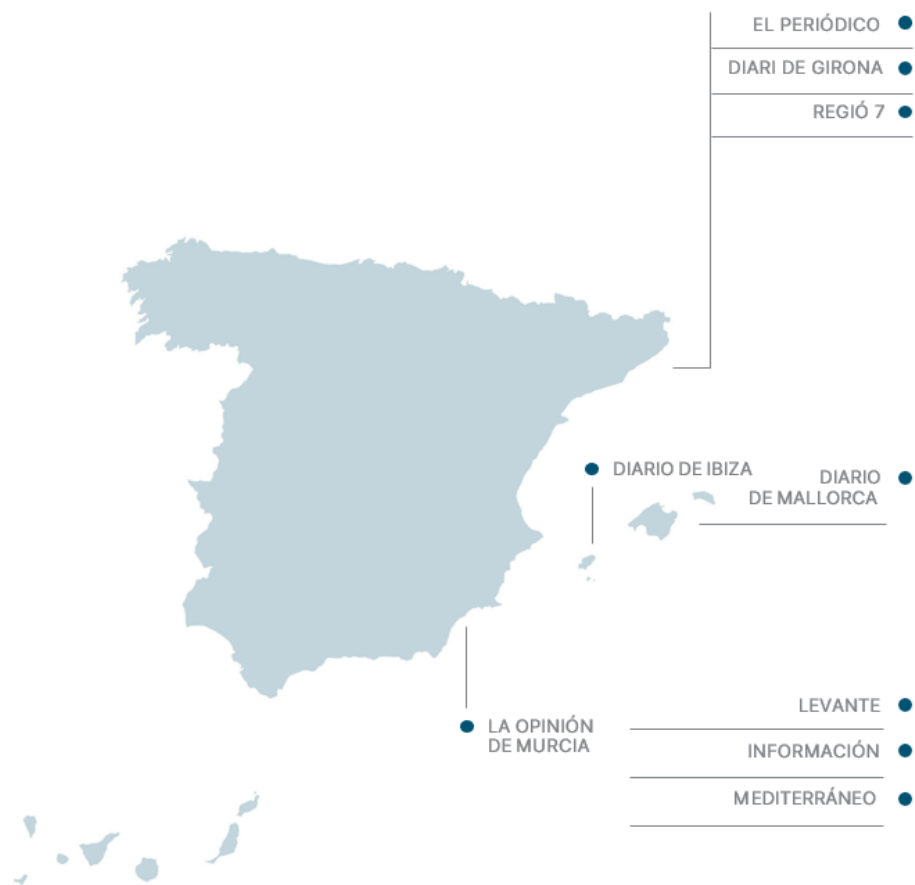 EL PERIÓDICO
DIARI DE GIRONA
REGIÓ 7
DIARIO DE IBIZA
DIARIO
DE MALLORCA
LA OPINIÓN
DE MURCIA
LEVANTE
INFORMACIÓN
MEDITERRÁNEO